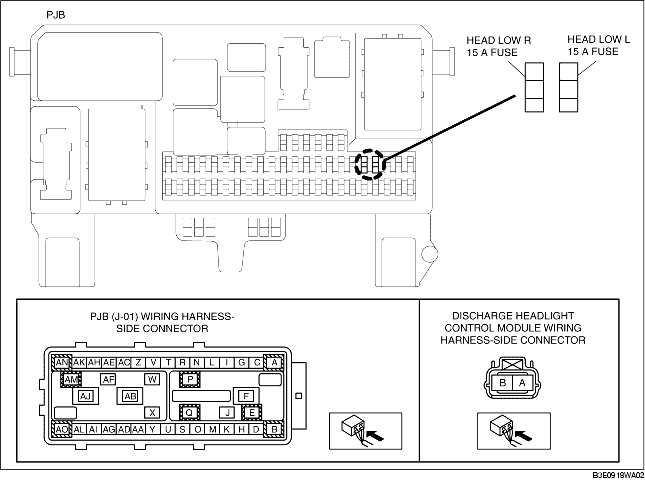 PJB
HEAD LOW R
15 A FUSE
HEAD LOW L
15 A FUSE
PJB (J-01) WIRING HARNESS-
SIDE CONNECTOR
AN AK AH AE AC Z V T R N L I G C A
AM AF W P
AJ AB F
X Q J E
AO AL AI AG AD AA Y U S O M K H D B
DISCHARGE HEADLIGHT
CONTROL MODULE WIRING
HARNESS-SIDE CONNECTOR
B A
B3E0918WA02